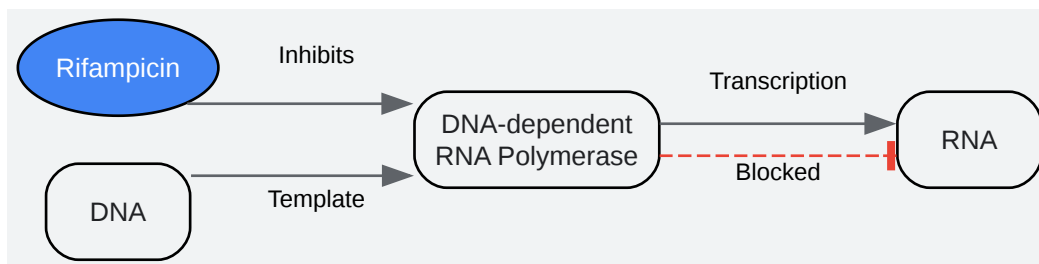 Rifampicin
Inhibits
Transcription
DNA-dependent
RNA Polymerase
RNA
Blocked
Template
DNA